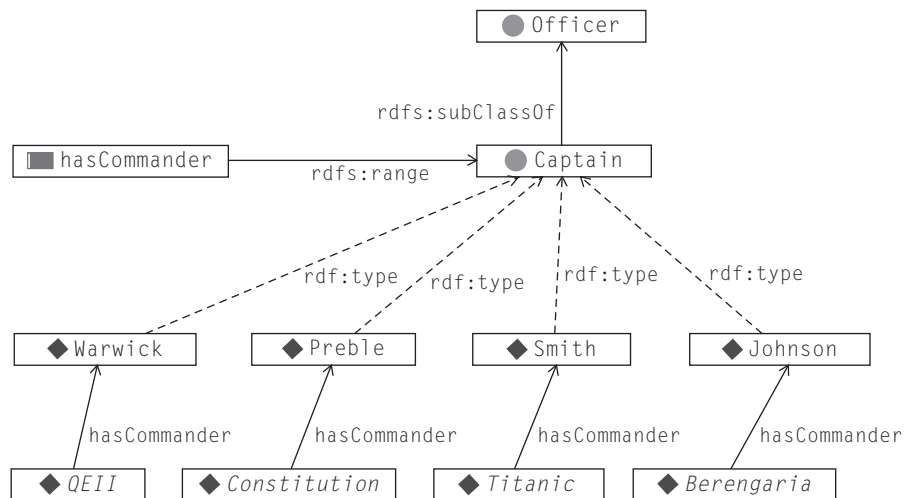 Officer
rdfs:subClassOf
hasCommander
Captain
rdfs:range
rdf:type
rdf:type
rdf:type
rdf:type
Warwick
Preble
Smith
Johnson
hasCommander
hasCommander
hasCommander
hasCommander
QEII
Constitution
Titanic
Berengaria